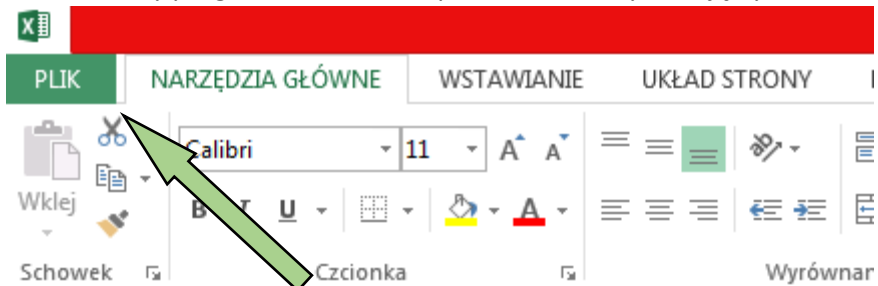 PLIK NARZĘDZIA GŁÓWNE WSTAWIANIE UKŁAD STRONY
Calibri 11 A A
Wklej B I U A
Schowek Czcionka